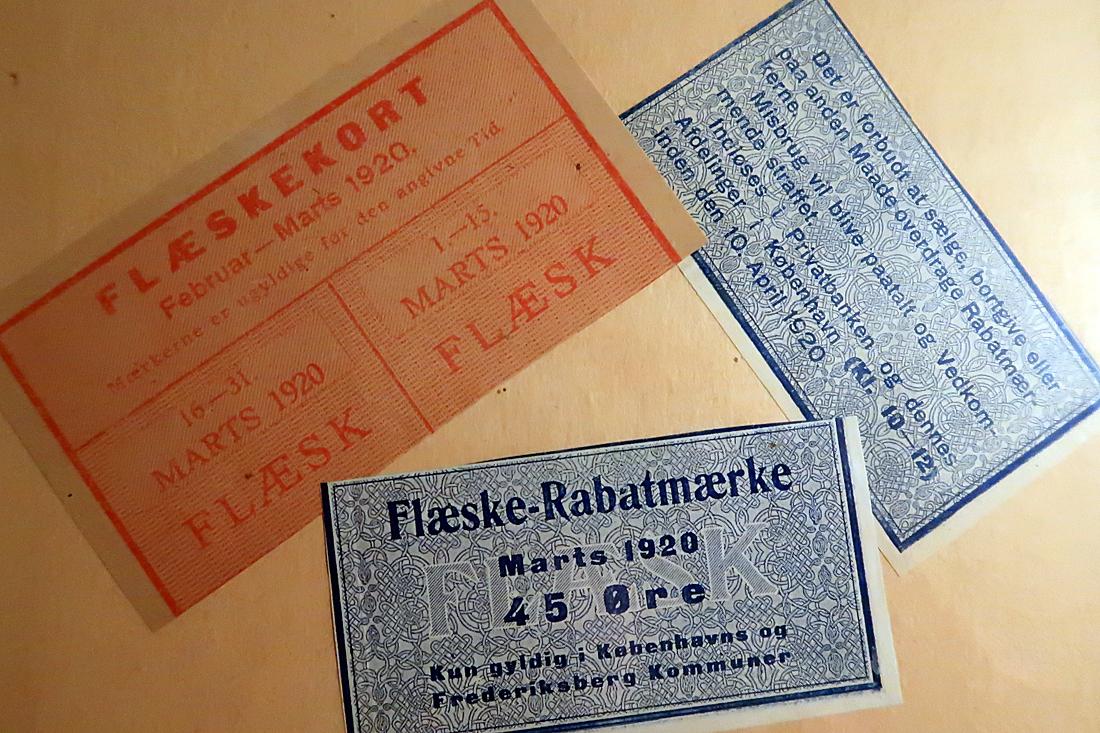 FLÆSKEKORT
Februar—Marts 1920.
Mærkerne er ugyldige før den angivne Tid.
16.—31.
MARTS 1920
FLÆSK
1.—15.
MARTS 1920
FLÆSK
Det er forbudt at sælge, bortgive eller
paa anden Maade overdrage Rabatmær-
kerne. Misbrug vil blive paatalt og Vedkom-
mende straffet.
Indløses i Privatbanken og dennes
Afdelinger i København (Kl. 10—12)
inden den 10. April 1920
Flæske-Rabatmærke
Marts 1920
45 Øre
FLÆSK
Kun gyldig i Københavns og
Frederiksberg Kommuner